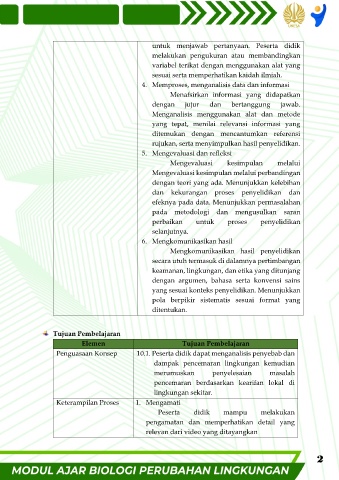 untuk menjawab pertanyaan. Peserta didik
melakukan pengukuran atau membandingkan
variabel terikat dengan menggunakan alat yang
sesuai serta memperhatikan kaidah ilmiah.
4. Memproses, menganalisis data dan informasi
Menafsirkan informasi yang didapatkan
dengan jujur dan bertanggung jawab.
Menganalisis menggunakan alat dan metode
yang tepat, menilai relevansi informasi yang
ditemukan dengan mencantumkan referensi
rujukan, serta menyimpulkan hasil penyelidikan.
5. Mengevaluasi dan refleksi
Mengevaluasi kesimpulan melalui
Mengevaluasi kesimpulan melalui perbandingan
dengan teori yang ada. Menunjukkan kelebihan
dan kekurangan proses penyelidikan dan
efeknya pada data. Menunjukkan permasalahan
pada metodologi dan mengusulkan saran
perbaikan untuk proses penyelidikan
selanjutnya.
6. Mengkomunikasikan hasil
Mengkomunikasikan hasil penyelidikan
secara utuh termasuk di dalamnya pertimbangan
keamanan, lingkungan, dan etika yang ditunjang
dengan argumen, bahasa serta konvensi sains
yang sesuai konteks penyelidikan. Menunjukkan
pola berpikir sistematis sesuai format yang
ditentukan.
Tujuan Pembelajaran
Elemen Tujuan Pembelajaran
Penguasaan Konsep 10.1. Peserta didik dapat menganalisis penyebab dan
dampak pencemaran lingkungan kemudian
merumuskan penyelesaian masalah
pencemaran berdasarkan kearifan lokal di
lingkungan sekitar.
Keterampilan Proses 1. Mengamati
Peserta didik mampu melakukan
pengamatan dan memperhatikan detail yang
relevan dari video yang ditayangkan
2
MODUL AJAR BIOLOGI PERUBAHAN LINGKUNGAN